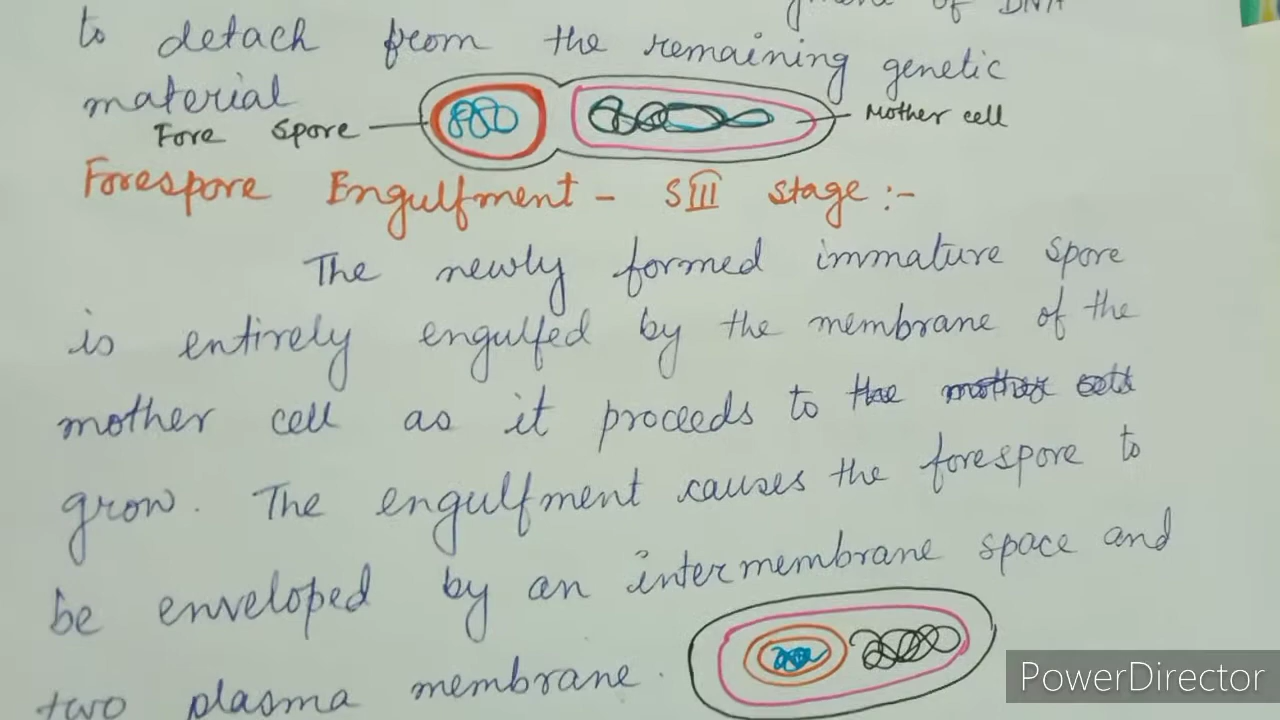 of DNA
to detach from the remaining genetic
material
Fore Spore
Mother cell
Forespore Engulfment - SIII stage :-
The newly formed immature spore
is entirely engulfed by the membrane of the
mother cell as it proceeds to the mother cell
grow. The engulfment causes the forespore to
be enveloped by an intermembrane space and
two plasma membrane.
PowerDirector